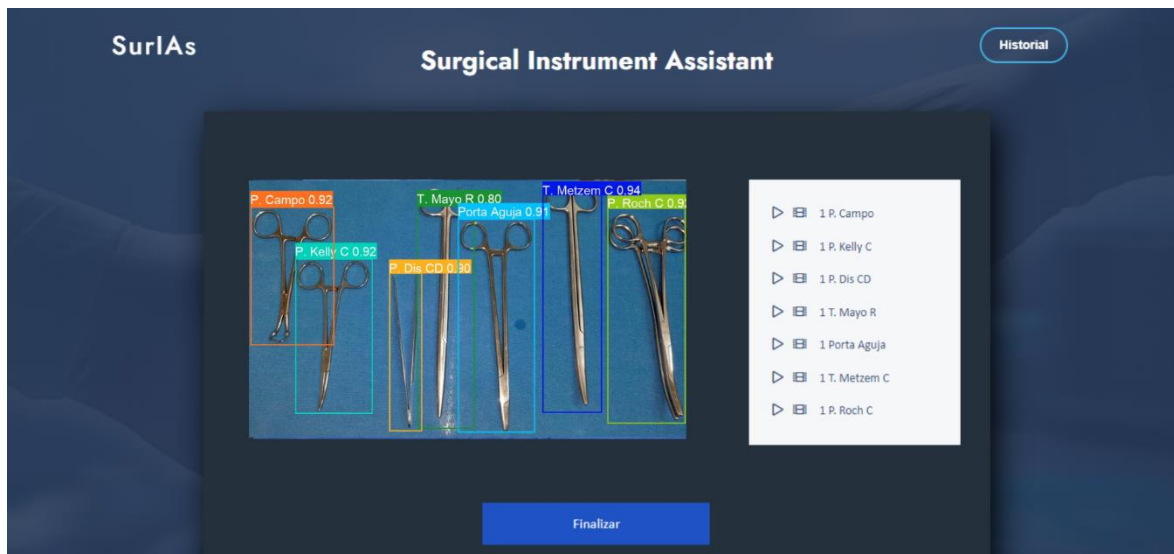 SurIAs
Surgical Instrument Assistant
Historial
P. Campo 0.92
P. Kelly C 0.92
P. Dis CD 0.90
T. Mayo R 0.80
Porta Aguja 0.91
T. Metzem C 0.94
P. Roch C 0.92
1 P. Campo
1 P. Kelly C
1 P. Dis CD
1 T. Mayo R
1 Porta Aguja
1 T. Metzem C
1 P. Roch C
Finalizar